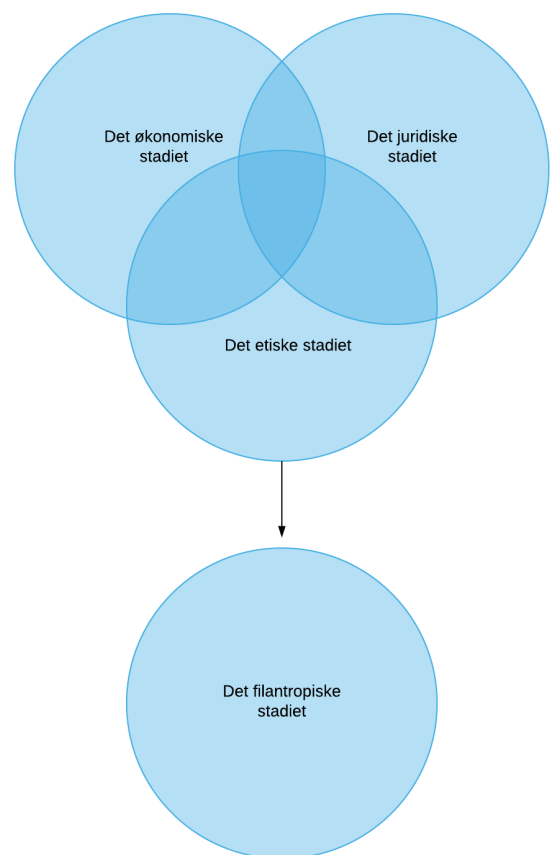 Det økonomiske
stadiet
Det juridiske
stadiet
Det etiske stadiet
Det filantropiske
stadiet